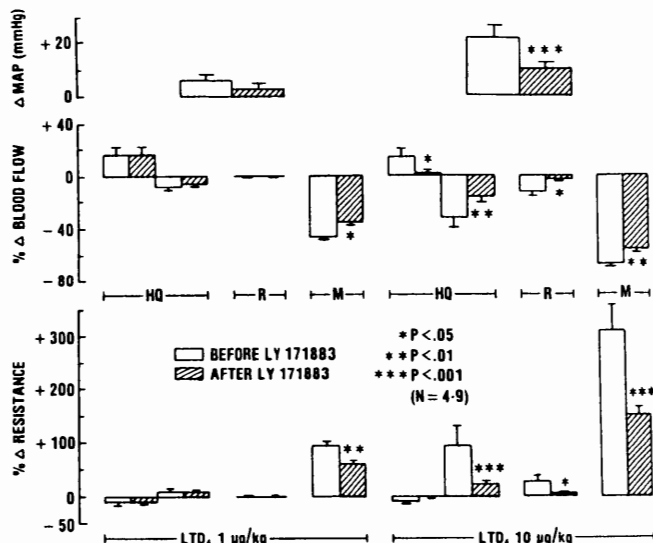 Δ MAP (mmHg)
+ 20
0
% Δ BLOOD FLOW
+ 40
0
- 40
- 80
HQ R M HQ R M
% Δ RESISTANCE
+ 300
+ 200
+ 100
0
- 50
BEFORE LY 171883
AFTER LY 171883
* P < .05
** P < .01
*** P < .001
(N = 4-9)
***
*
*
**
*
**
**
***
*
***
LTD₄ 1 μg/kg LTD₄ 10 μg/kg